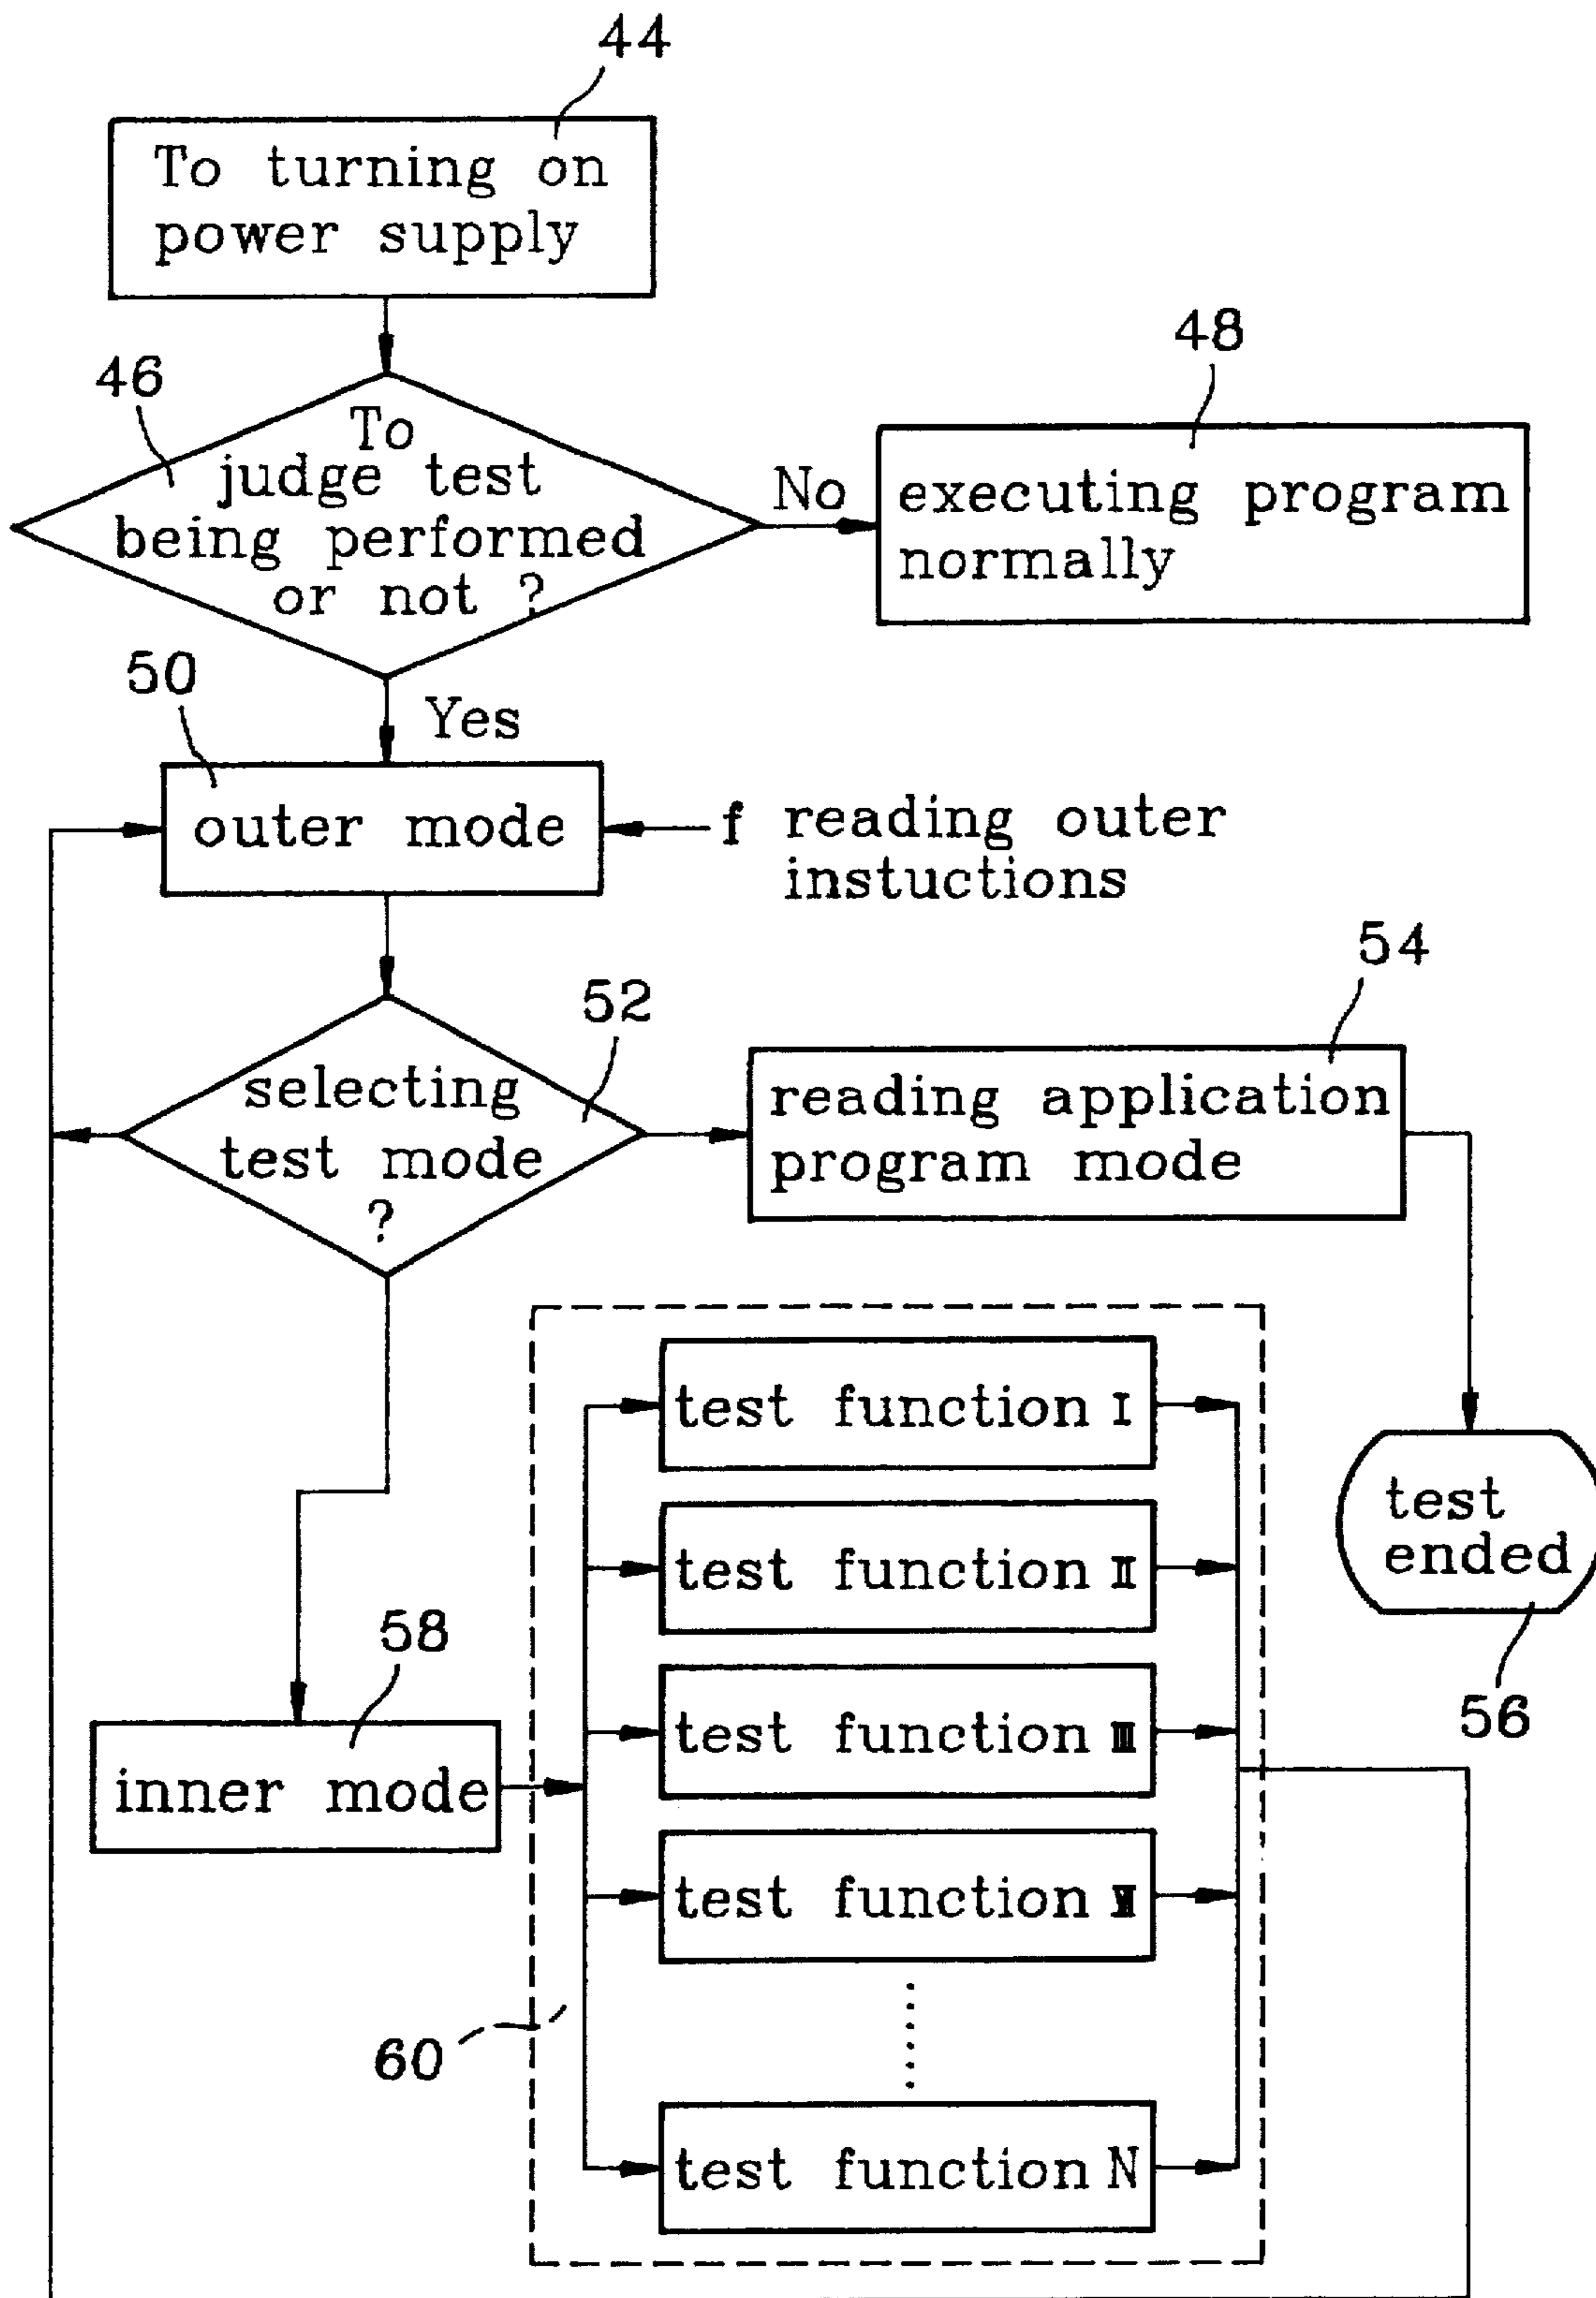 44
To turning on
power supply
46
To
judge test
being performed
or not ?
No
48
executing program
normally
50
Yes
outer mode
f reading outer
instuctions
52
54
selecting
test mode
?
reading application
program mode
test function I
test function II
test function III
test function VII
test function N
test
ended
56
58
inner mode
60